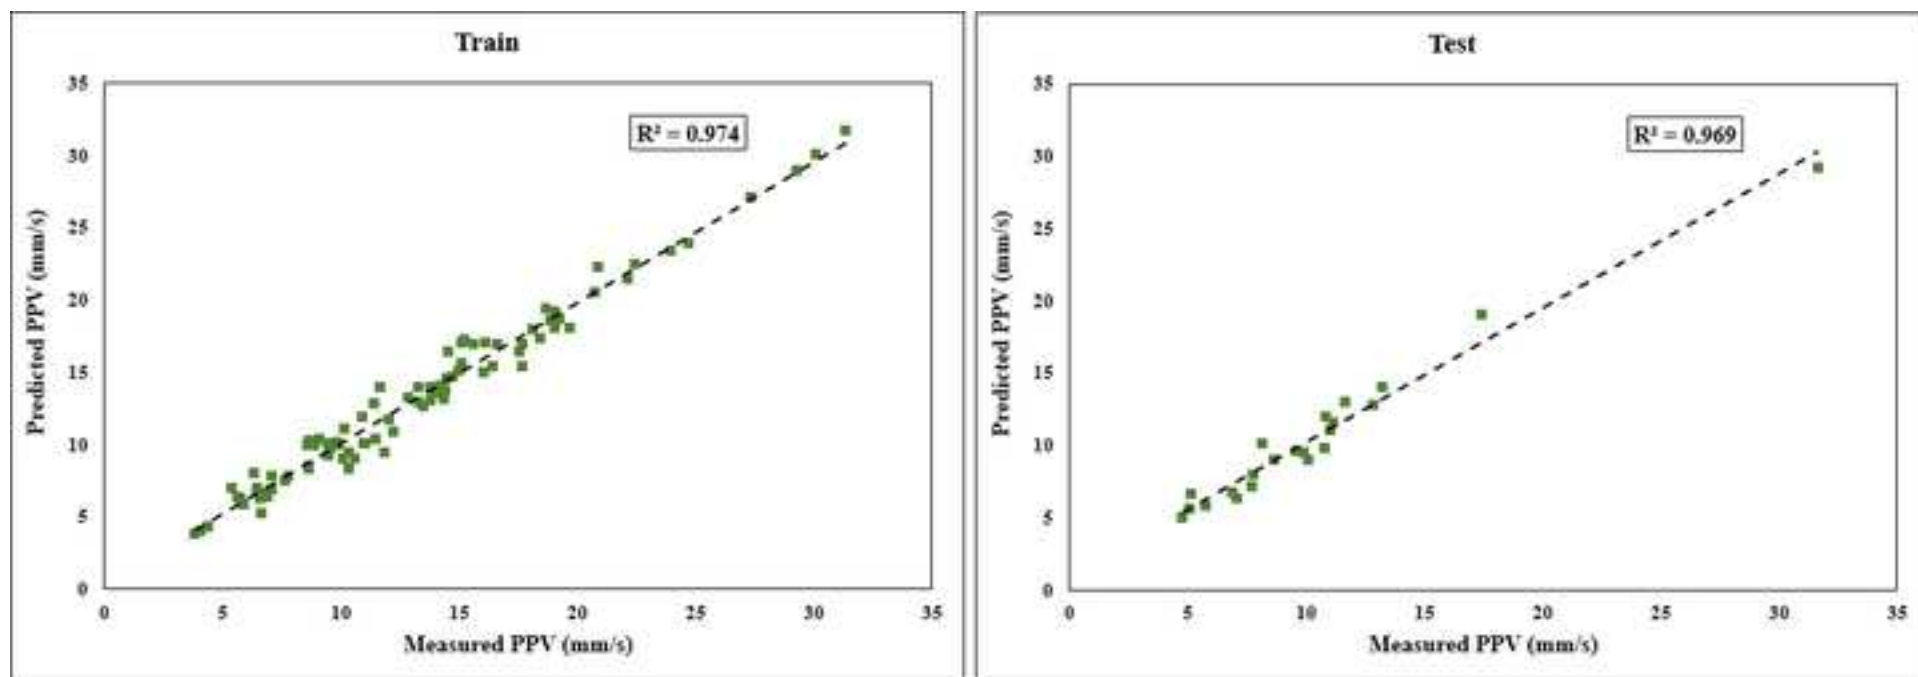 Train
R² = 0.974
Predicted PPV (mm/s)
35
30
25
20
15
10
5
0
0 5 10 15 20 25 30 35
Measured PPV (mm/s)
Test
R² = 0.969
Predicted PPV (mm/s)
35
30
25
20
15
10
5
0
0 5 10 15 20 25 30 35
Measured PPV (mm/s)